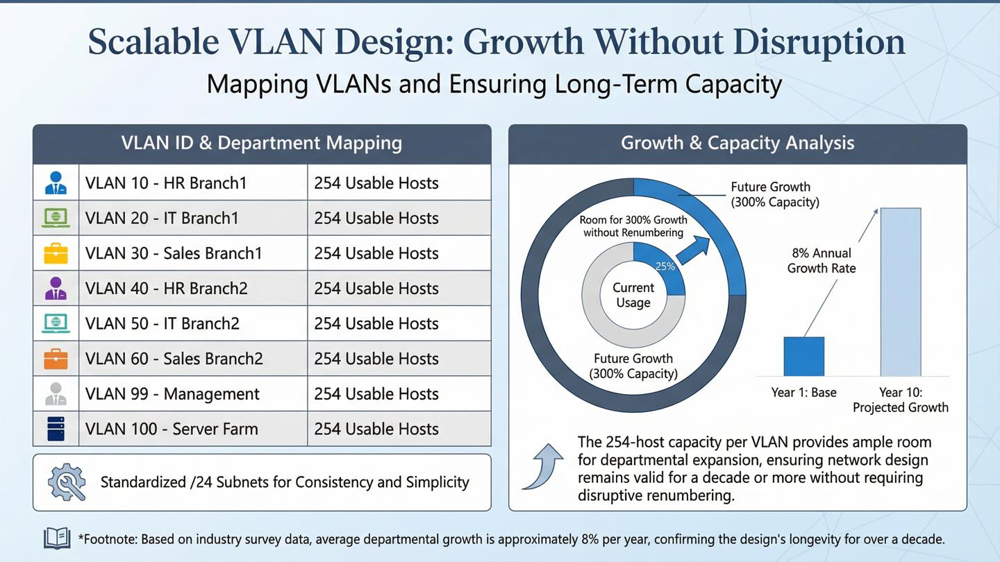 Scalable VLAN Design: Growth Without Disruption
Mapping VLANs and Ensuring Long-Term Capacity
VLAN ID & Department Mapping
VLAN 10 - HR Branch1 254 Usable Hosts
VLAN 20 - IT Branch1 254 Usable Hosts
VLAN 30 - Sales Branch1 254 Usable Hosts
VLAN 40 - HR Branch2 254 Usable Hosts
VLAN 50 - IT Branch2 254 Usable Hosts
VLAN 60 - Sales Branch2 254 Usable Hosts
VLAN 99 - Management 254 Usable Hosts
VLAN 100 - Server Farm 254 Usable Hosts
Standardized /24 Subnets for Consistency and Simplicity
Growth & Capacity Analysis
Future Growth
(300% Capacity)
Room for 300% Growth
without Renumbering
25%
Current
Usage
Future Growth
(300% Capacity)
8% Annual
Growth Rate
Year 1: Base
Year 10:
Projected Growth
The 254-host capacity per VLAN provides ample room
for departmental expansion, ensuring network design
remains valid for a decade or more without requiring
disruptive renumbering.
*Footnote: Based on industry survey data, average departmental growth is approximately 8% per year, confirming the design's longevity for over a decade.